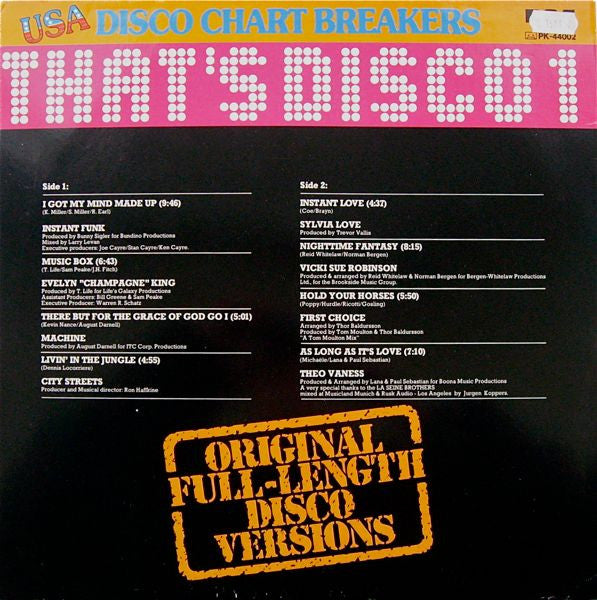 USA DISCO CHART BREAKERS
PK-44002
THAT'S DISCO 1
Side 1:
I GOT MY MIND MADE UP (9:46)
(K. Miller/S. Miller/R. Earl)
INSTANT FUNK
Produced by Bunny Sigler for Bundino Productions
Mixed by Larry Levan
Executive producers: Joe Cayre/Stan Cayre/Ken Cayre.
MUSIC BOX (6:43)
(T. Life/Sam Peake/J.H. Fitch)
EVELYN "CHAMPAGNE" KING
Produced by T. Life for Life's Galaxy Productions
Assistant Producers: Bill Greene & Sam Peake
Executive Producer: Warren R. Schatz
THERE BUT FOR THE GRACE OF GOD GO I (5:01)
(Kevin Nance/August Darnell)
MACHINE
Produced by August Darnell for ITC Corp. Productions
LIVIN' IN THE JUNGLE (4:55)
(Dennis Locorriere)
CITY STREETS
Producer and Musical director: Ron Haffkine
Side 2:
INSTANT LOVE (4:37)
(Coe/Brayn)
SYLVIA LOVE
Produced by Trevor Vallis
NIGHTTIME FANTASY (8:15)
(Reid Whitelaw/Norman Bergen)
VICKI SUE ROBINSON
Produced & arranged by Reid Whitelaw & Norman Bergen for Bergen-Whitelaw Productions
Ltd., for the Brookside Music Group.
HOLD YOUR HORSES (5:50)
(Poppy/Hurdle/Ricotti/Gosling)
FIRST CHOICE
Arranged by Thor Baldursson
Produced by Tom Moulton & Thor Baldursson
"A Tom Moulton Mix"
AS LONG AS IT'S LOVE (7:10)
(Michaële/Lana & Paul Sebastian)
THEO VANESS
Produced & Arranged by Lana & Paul Sebastian for Boona Music Productions
A very special thanks to the LA SEINE BROTHERS
mixed at Musicland Munich & Rusk Audio - Los Angeles by Jurgen Koppers.
ORIGINAL
FULL-LENGTH
DISCO
VERSIONS